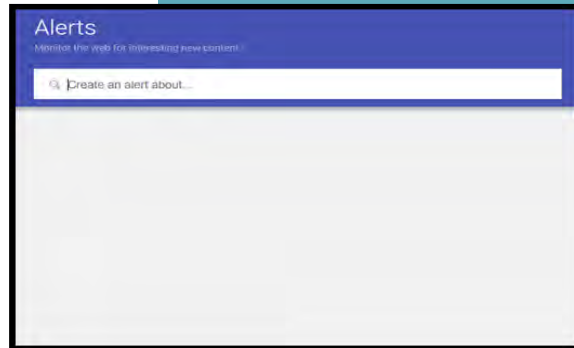 Alerts
Monitor the web for interesting new content
Create an alert about...